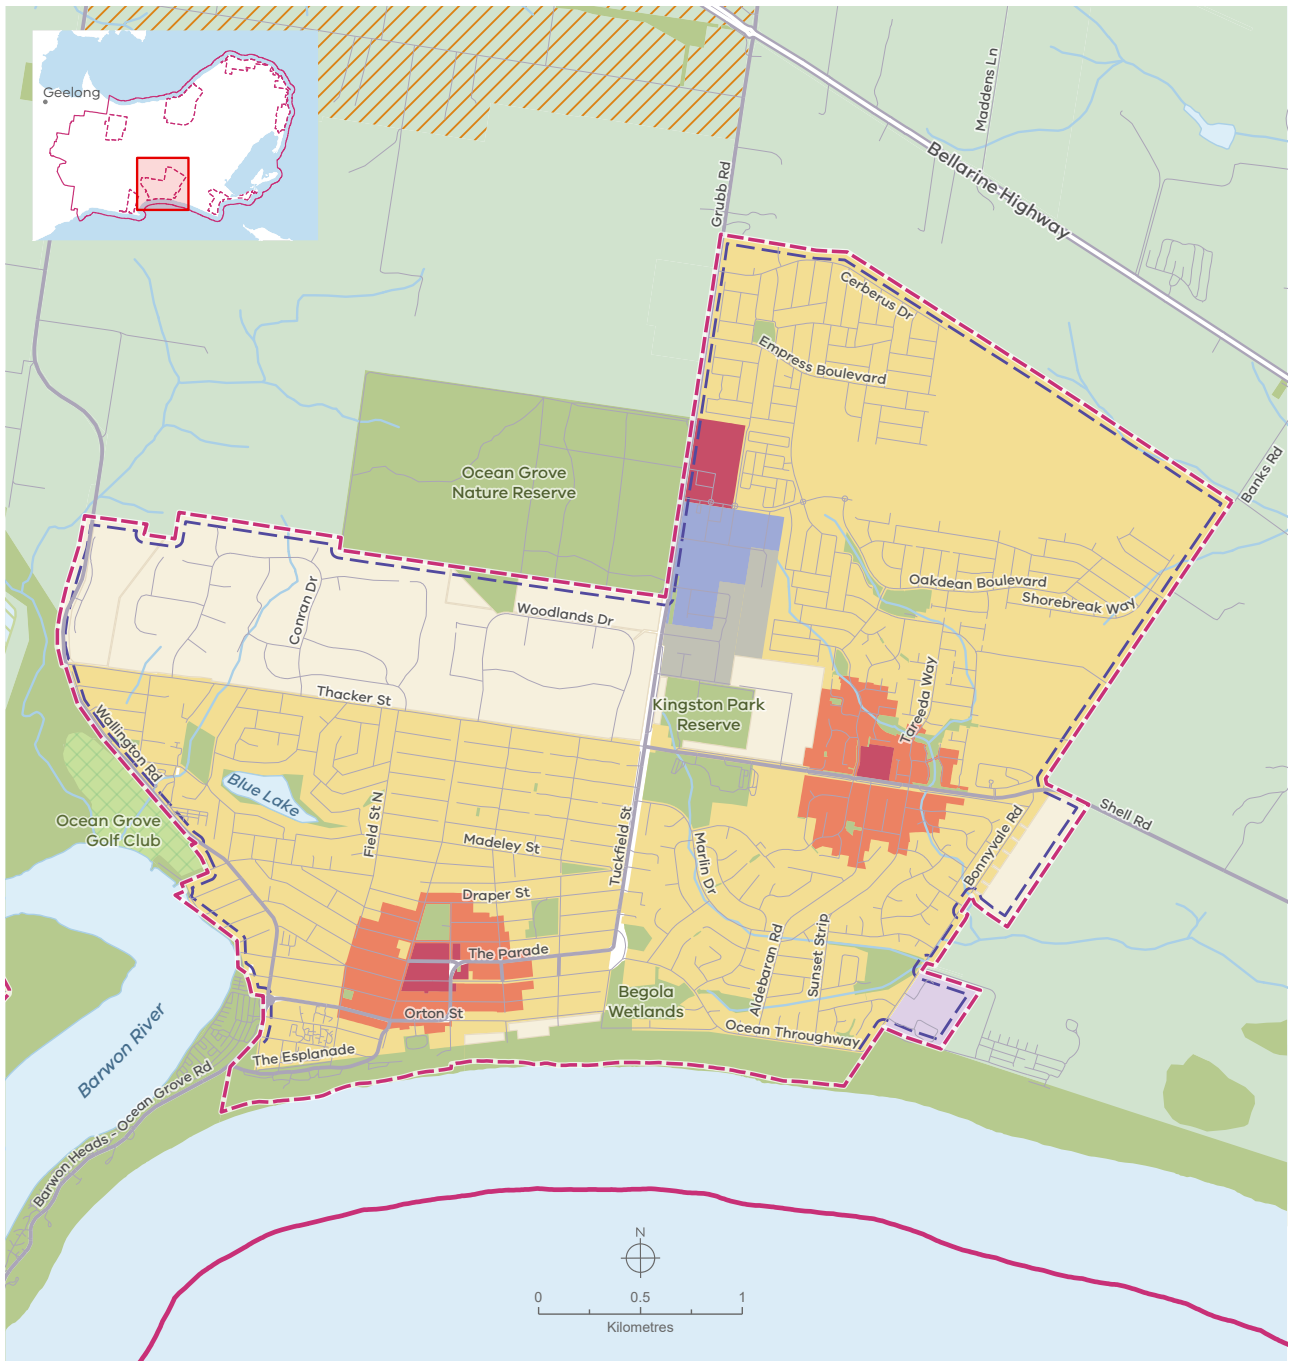 Geelong
Maddens Ln
Bellarine Highway
Grubb Rd
Cerberus Dr
Empress Boulevard
Banks Rd
Ocean Grove
Nature Reserve
Oakdean Boulevard
Shorebreak Way
Conran Dr
Woodlands Dr
Thacker St
Kingston Park
Reserve
Tareeda Way
Wallington Rd
Blue Lake
Ocean Grove
Golf Club
Field St N
Madeley St
Tuckfield St
Marlin Dr
Shell Rd
Bonnyvale Rd
Draper St
The Parade
Aldebaran Rd
Sunset Strip
Begola
Wetlands
Orton St
Ocean Throughway
The Esplanade
Barwon River
Barwon Heads - Ocean Grove Rd
N
0 0.5 1
Kilometres